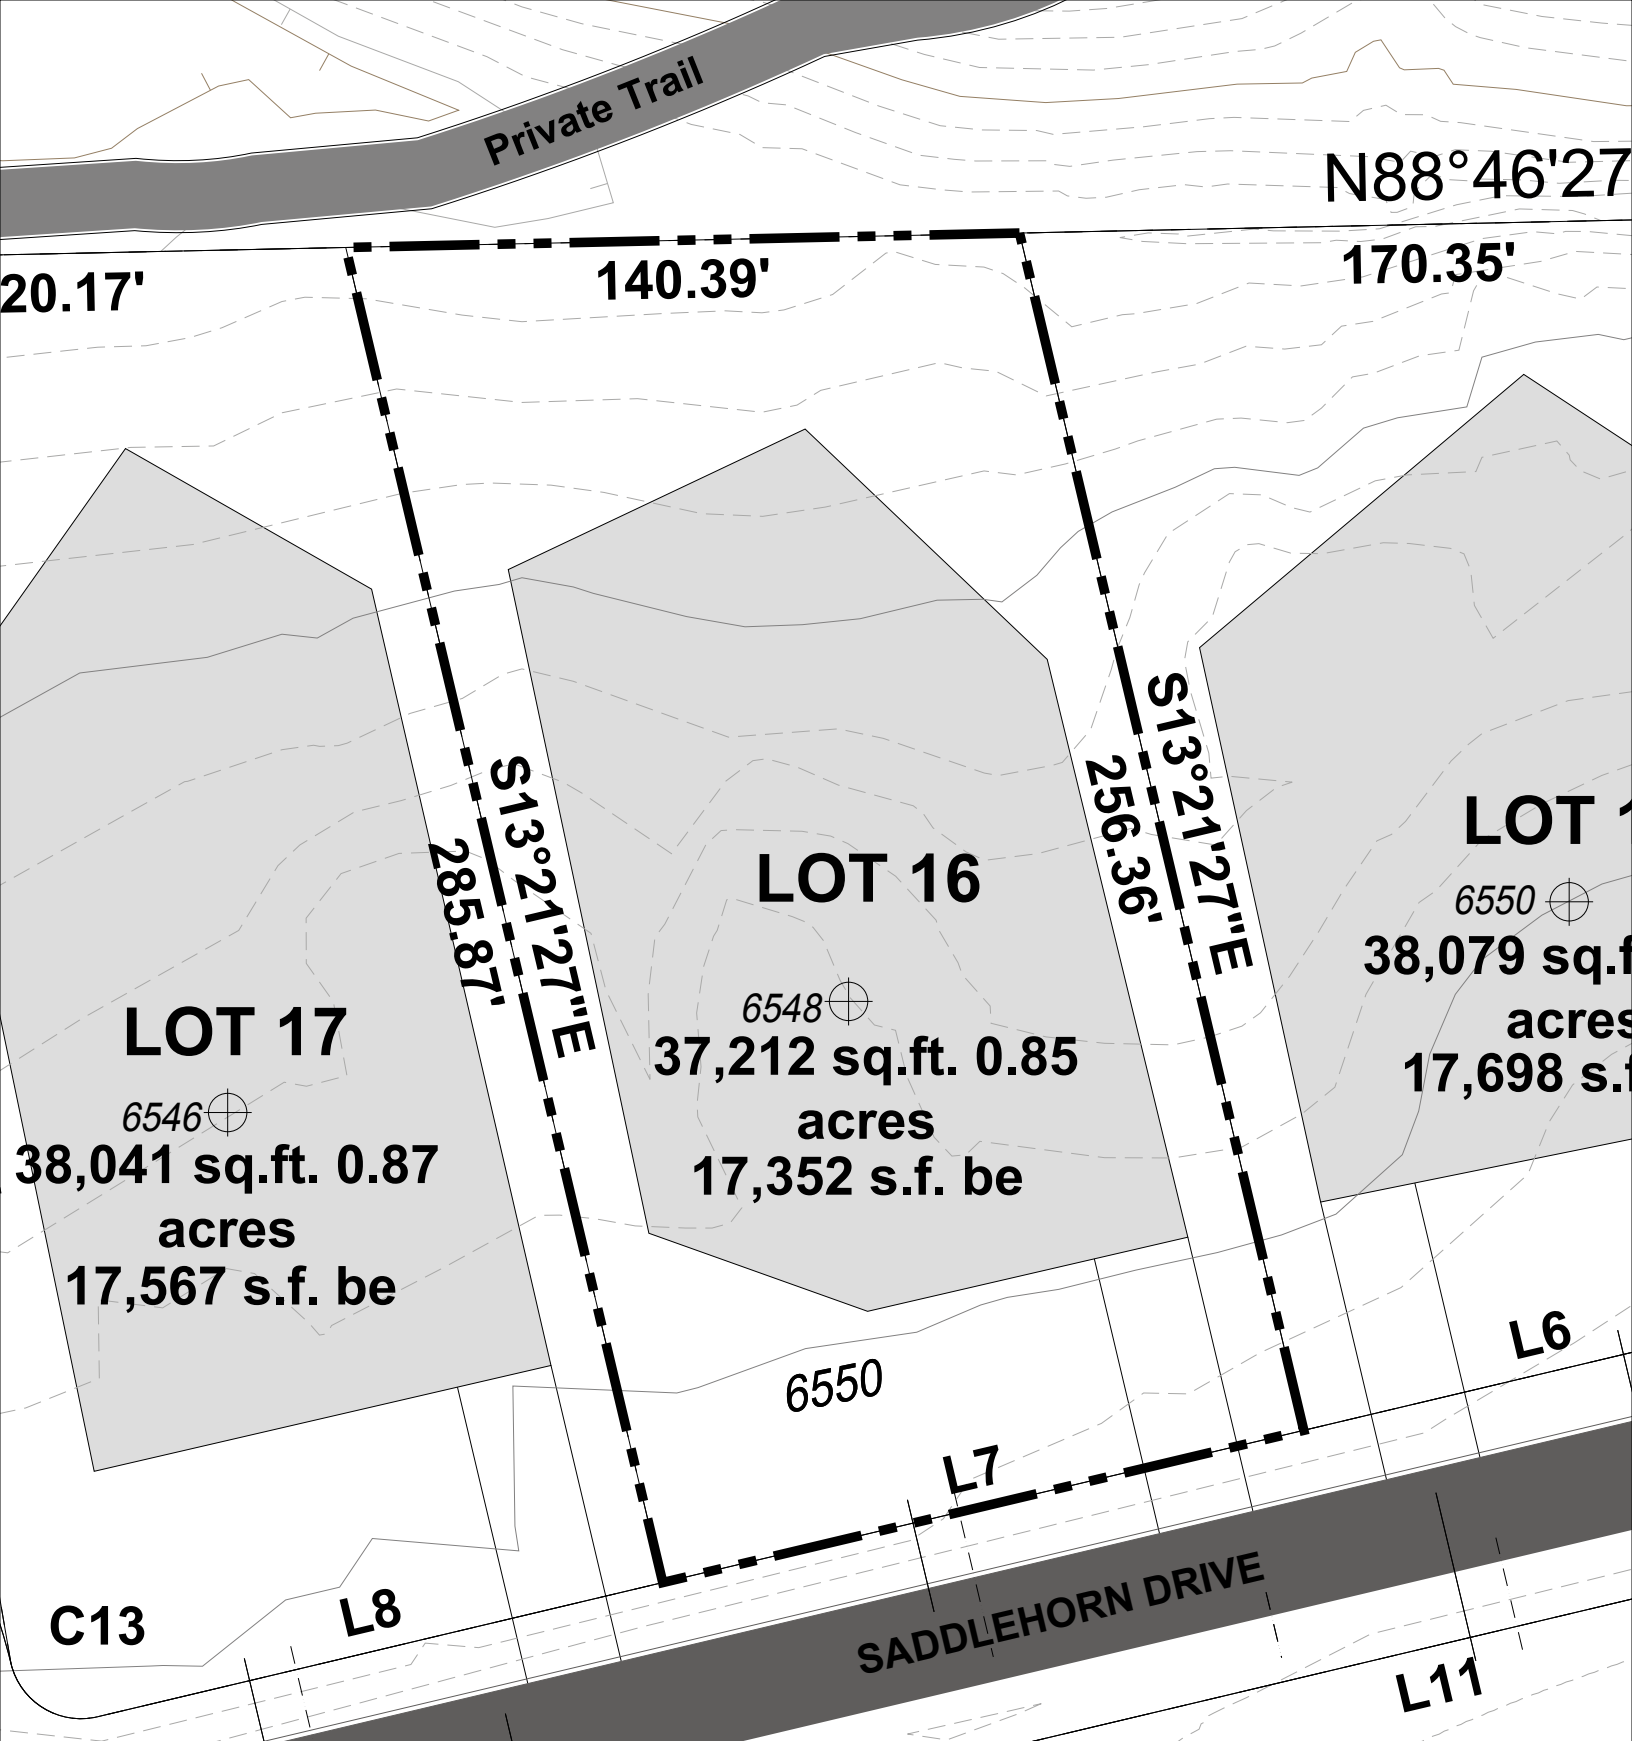 Private Trail
N88°46'27
20.17'
140.39'
170.35'
S13°21'27"E
285.87'
S13°21'27"E
256.36'
LOT 16
6548
37,212 sq.ft. 0.85
acres
17,352 s.f. be
LOT 17
6546
38,041 sq.ft. 0.87
acres
17,567 s.f. be
LOT 1
6550
38,079 sq.f
acres
17,698 s.f
6550
L6
L7
L8
C13
SADDLEHORN DRIVE
L11